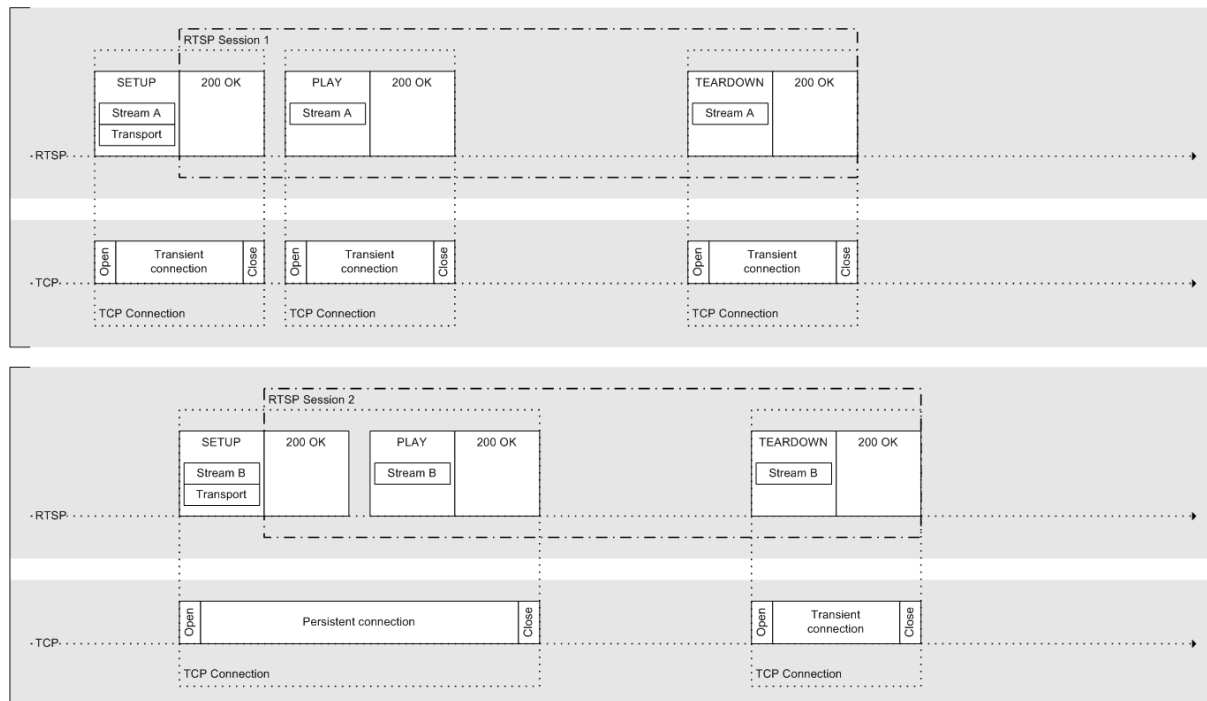 RTSP Session 1
SETUP 200 OK PLAY 200 OK TEARDOWN 200 OK
Stream A Stream A Stream A
Transport
RTSP
Open Transient connection Close Open Transient connection Close Open Transient connection Close
TCP
TCP Connection TCP Connection TCP Connection
RTSP Session 2
SETUP 200 OK PLAY 200 OK TEARDOWN 200 OK
Stream B Stream B Stream B
Transport
RTSP
Open Persistent connection Close Open Transient connection Close
TCP
TCP Connection TCP Connection